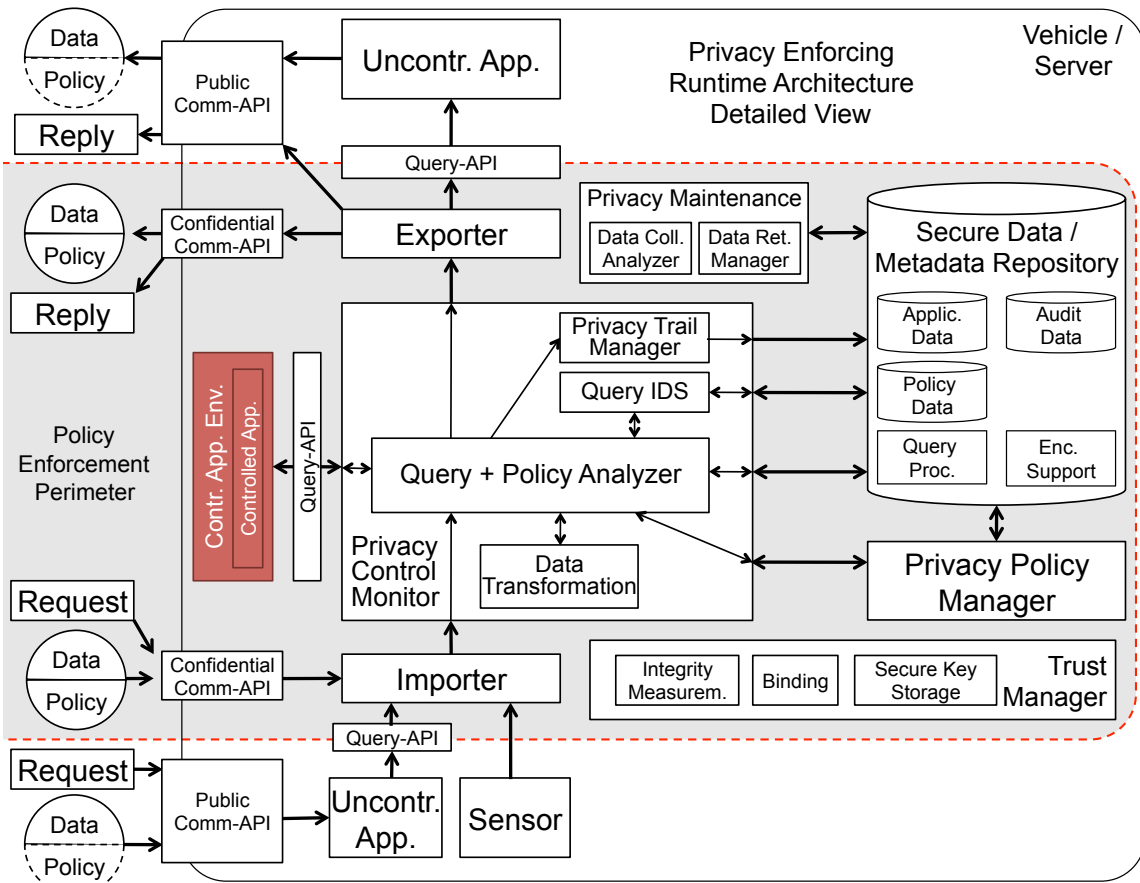 Data
Policy
Reply
Public
Comm-API
Uncontr. App.
Privacy Enforcing
Runtime Architecture
Detailed View
Vehicle /
Server
Query-API
Data
Policy
Reply
Confidential
Comm-API
Exporter
Privacy Maintenance
Data Coll.
Analyzer
Data Ret.
Manager
Secure Data /
Metadata Repository
Applic.
Data
Audit
Data
Policy
Data
Query
Proc.
Enc.
Support
Policy
Enforcement
Perimeter
Contr. App. Env.
Controlled App.
Query-API
Privacy Trail
Manager
Query IDS
Query + Policy Analyzer
Data
Transformation
Privacy
Control
Monitor
Privacy Policy
Manager
Request
Data
Policy
Confidential
Comm-API
Importer
Integrity
Measurem.
Binding
Secure Key
Storage
Trust
Manager
Query-API
Request
Data
Policy
Public
Comm-API
Uncontr.
App.
Sensor